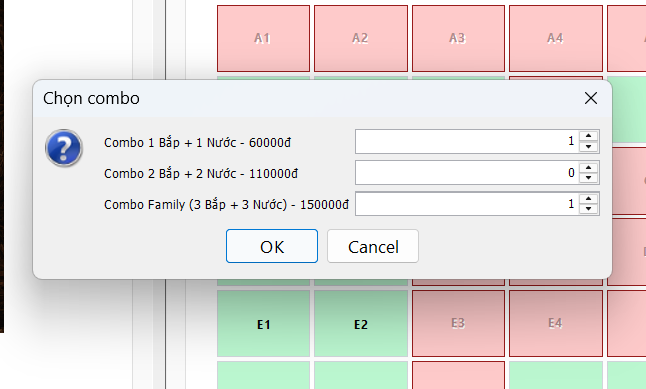 A1 A2 A3 A4
Chọn combo
Combo 1 Bắp + 1 Nước - 60000đ 1
Combo 2 Bắp + 2 Nước - 110000đ 0
Combo Family (3 Bắp + 3 Nước) - 150000đ 1
OK Cancel
E1 E2 E3 E4